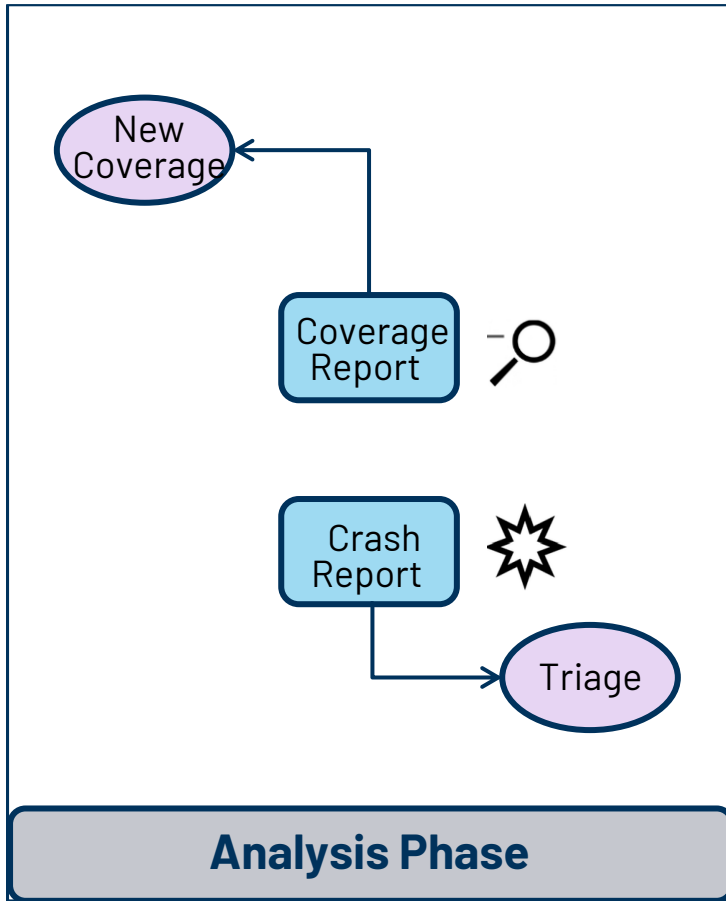 New
Coverage
Coverage
Report
Crash
Report
Triage
Analysis Phase